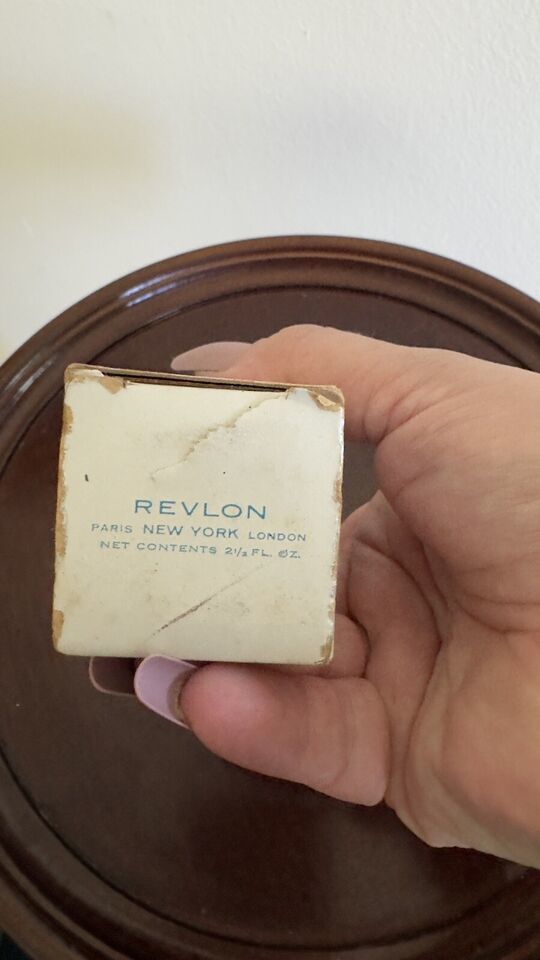 REVLON
PARIS NEW YORK LONDON
NET CONTENTS 2½ FL. OZ.